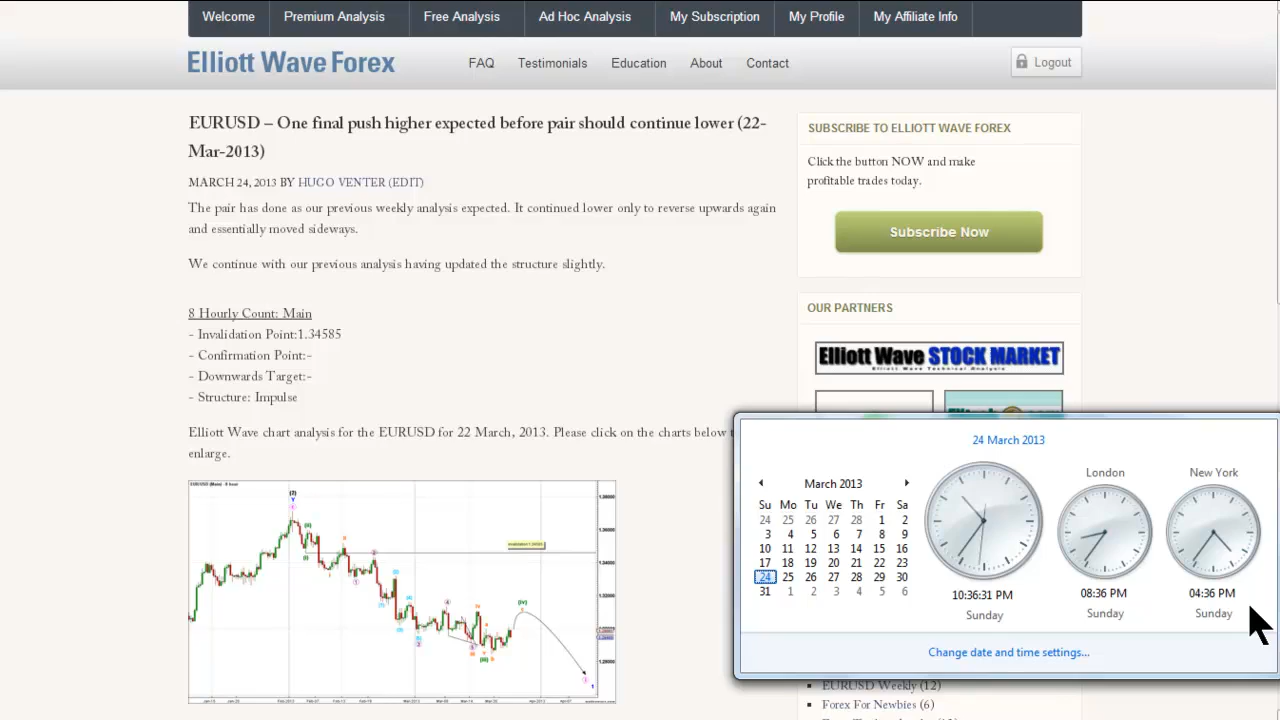 Welcome Premium Analysis Free Analysis Ad Hoc Analysis My Subscription My Profile My Affiliate Info
Elliott Wave Forex FAQ Testimonials Education About Contact Logout
EURUSD – One final push higher expected before pair should continue lower (22-
Mar-2013)
MARCH 24, 2013 BY HUGO VENTER (EDIT)
The pair has done as our previous weekly analysis expected. It continued lower only to reverse upwards again
and essentially moved sideways.
We continue with our previous analysis having updated the structure slightly.
8 Hourly Count: Main
- Invalidation Point:1.34585
- Confirmation Point:-
- Downwards Target:-
- Structure: Impulse
Elliott Wave chart analysis for the EURUSD for 22 March, 2013. Please click on the charts below
enlarge.
EURUSD (Main) - 8 hour
SUBSCRIBE TO ELLIOTT WAVE FOREX
Click the button NOW and make
profitable trades today.
Subscribe Now
OUR PARTNERS
Elliott Wave STOCK MARKET
Elliott Wave Technical Analysis
24 March 2013
March 2013
Su Mo Tu We Th Fr Sa
24 25 26 27 28 1 2
3 4 5 6 7 8 9
10 11 12 13 14 15 16
17 18 19 20 21 22 23
24 25 26 27 28 29 30
31 1 2 3 4 5 6
10:36:31 PM
Sunday
London
08:36 PM
Sunday
New York
04:36 PM
Sunday
Change date and time settings...
EURUSD Weekly (12)
Forex For Newbies (6)